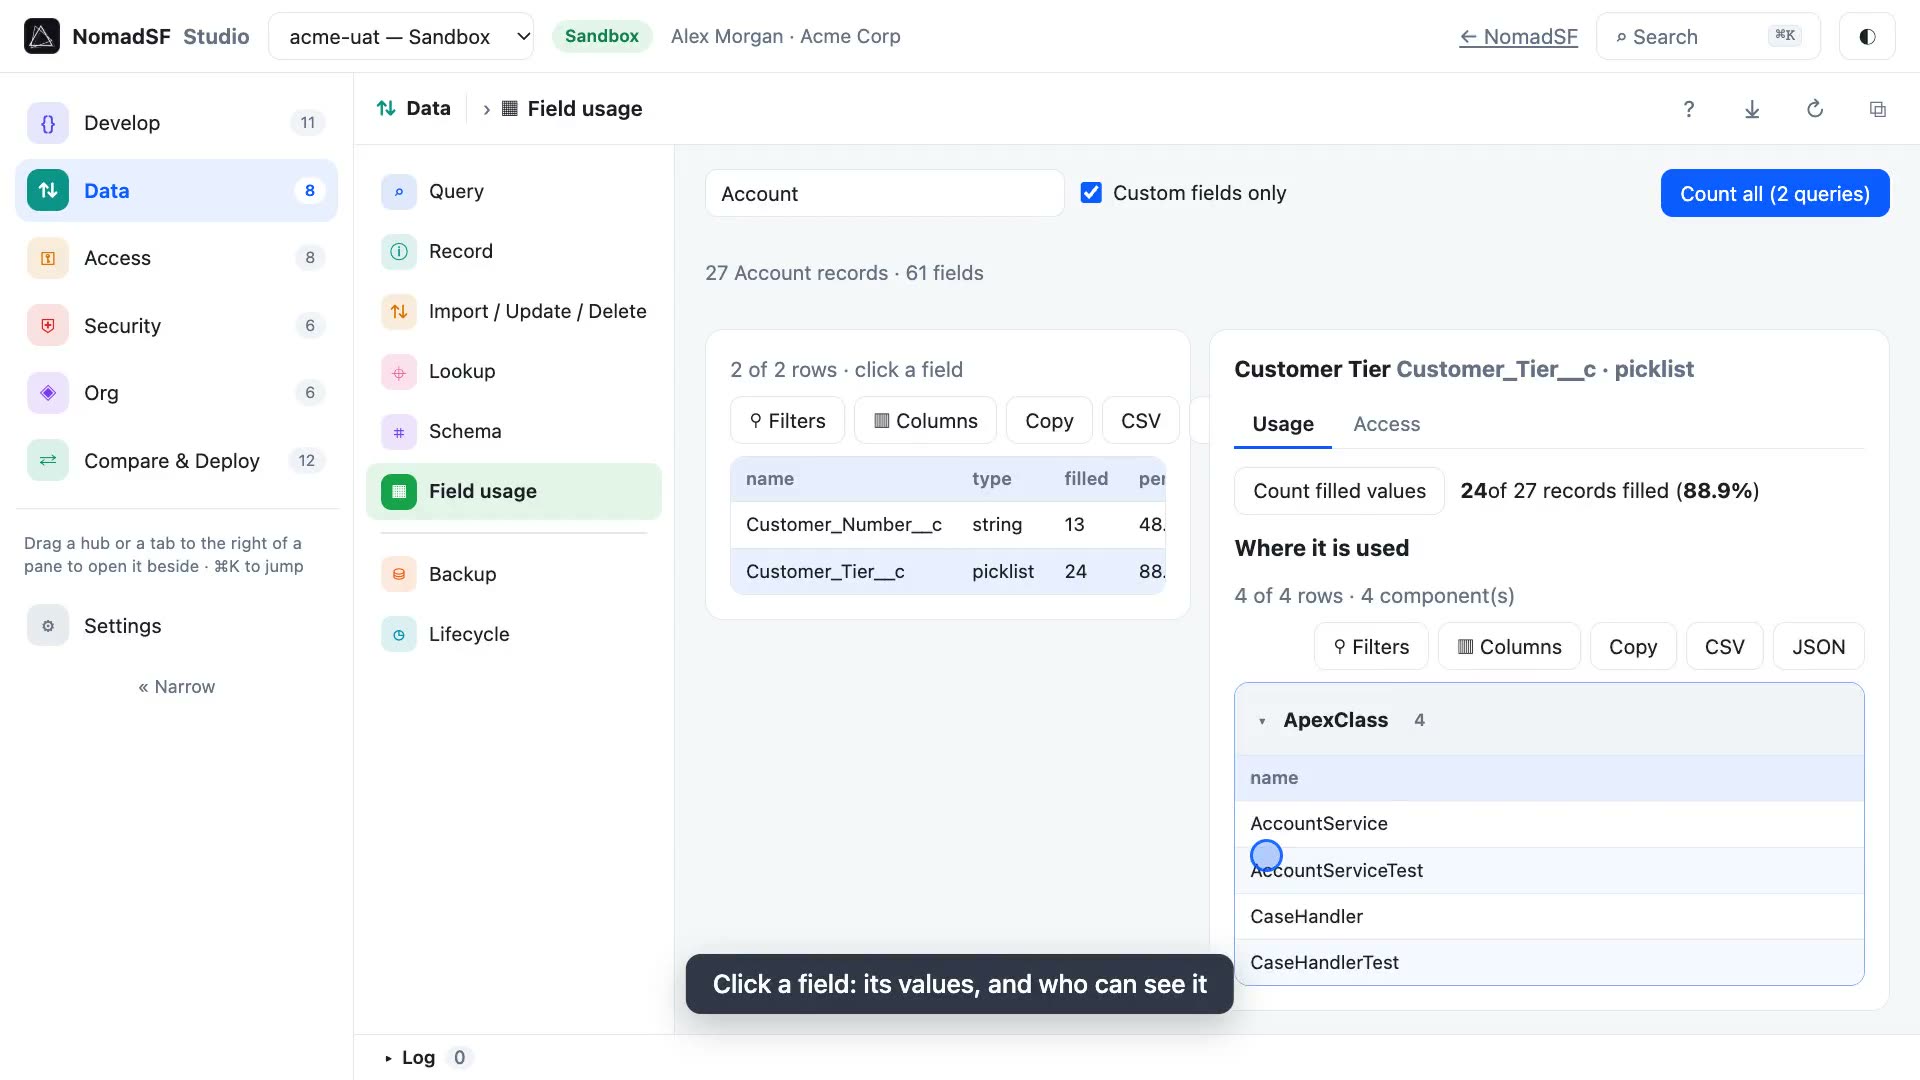 NomadSF Studio
acme-uat — Sandbox
Sandbox
Alex Morgan · Acme Corp
← NomadSF
Search ⌘K
Develop 11
Data 8
Access 8
Security 6
Org 6
Compare & Deploy 12
Drag a hub or a tab to the right of a
pane to open it beside · ⌘K to jump
Settings
« Narrow
Data › Field usage
?
Query
Record
Import / Update / Delete
Lookup
Schema
Field usage
Backup
Lifecycle
Account
Custom fields only
Count all (2 queries)
27 Account records · 61 fields
2 of 2 rows · click a field
Filters Columns Copy CSV
name type filled per
Customer_Number__c string 13 48.
Customer_Tier__c picklist 24 88.
Customer Tier Customer_Tier__c · picklist
Usage Access
Count filled values 24of 27 records filled (88.9%)
Where it is used
4 of 4 rows · 4 component(s)
Filters Columns Copy CSV JSON
ApexClass 4
name
AccountService
AccountServiceTest
CaseHandler
CaseHandlerTest
Click a field: its values, and who can see it
Log 0